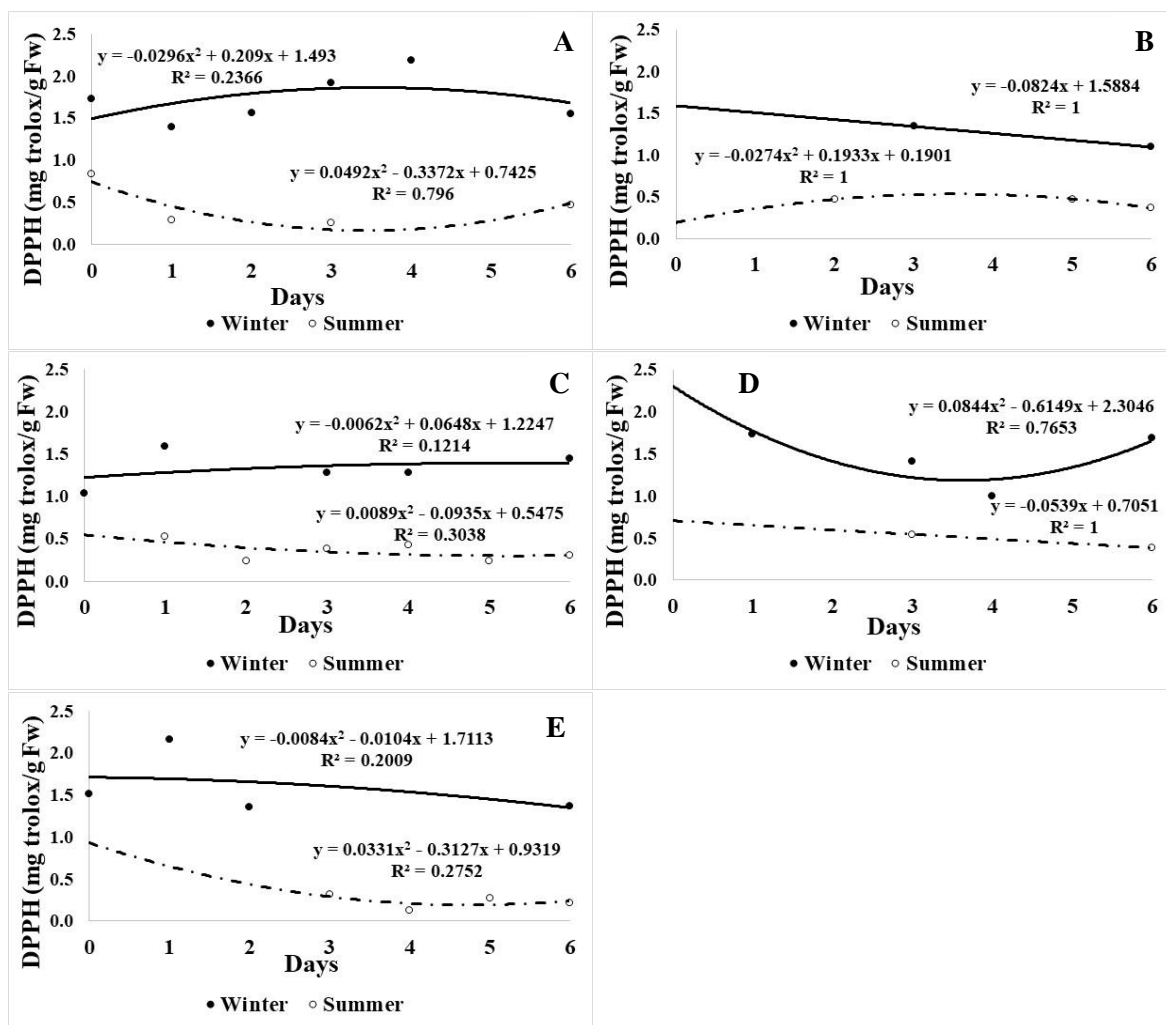 A
2.5
2.0
1.5
1.0
0.5
0.0
DPPH (mg trolox/g Fw)
y = -0.0296x² + 0.209x + 1.493
R² = 0.2366
y = 0.0492x² - 0.3372x + 0.7425
R² = 0.796
0 1 2 3 4 5 6
Days
● Winter ○ Summer
B
2.5
2.0
1.5
1.0
0.5
0.0
DPPH (mg trolox/g Fw)
y = -0.0824x + 1.5884
R² = 1
y = -0.0274x² + 0.1933x + 0.1901
R² = 1
0 1 2 3 4 5 6
Days
● Winter ○ Summer
C
2.5
2.0
1.5
1.0
0.5
0.0
DPPH (mg trolox/g Fw)
y = -0.0062x² + 0.0648x + 1.2247
R² = 0.1214
y = 0.0089x² - 0.0935x + 0.5475
R² = 0.3038
0 1 2 3 4 5 6
Days
● Winter ○ Summer
D
2.5
2.0
1.5
1.0
0.5
0.0
DPPH (mg trolox/g Fw)
y = 0.0844x² - 0.6149x + 2.3046
R² = 0.7653
y = -0.0539x + 0.7051
R² = 1
0 1 2 3 4 5 6
Days
● Winter ○ Summer
E
2.5
2.0
1.5
1.0
0.5
0.0
DPPH (mg trolox/g Fw)
y = -0.0084x² - 0.0104x + 1.7113
R² = 0.2009
y = 0.0331x² - 0.3127x + 0.9319
R² = 0.2752
0 1 2 3 4 5 6
Days
● Winter ○ Summer